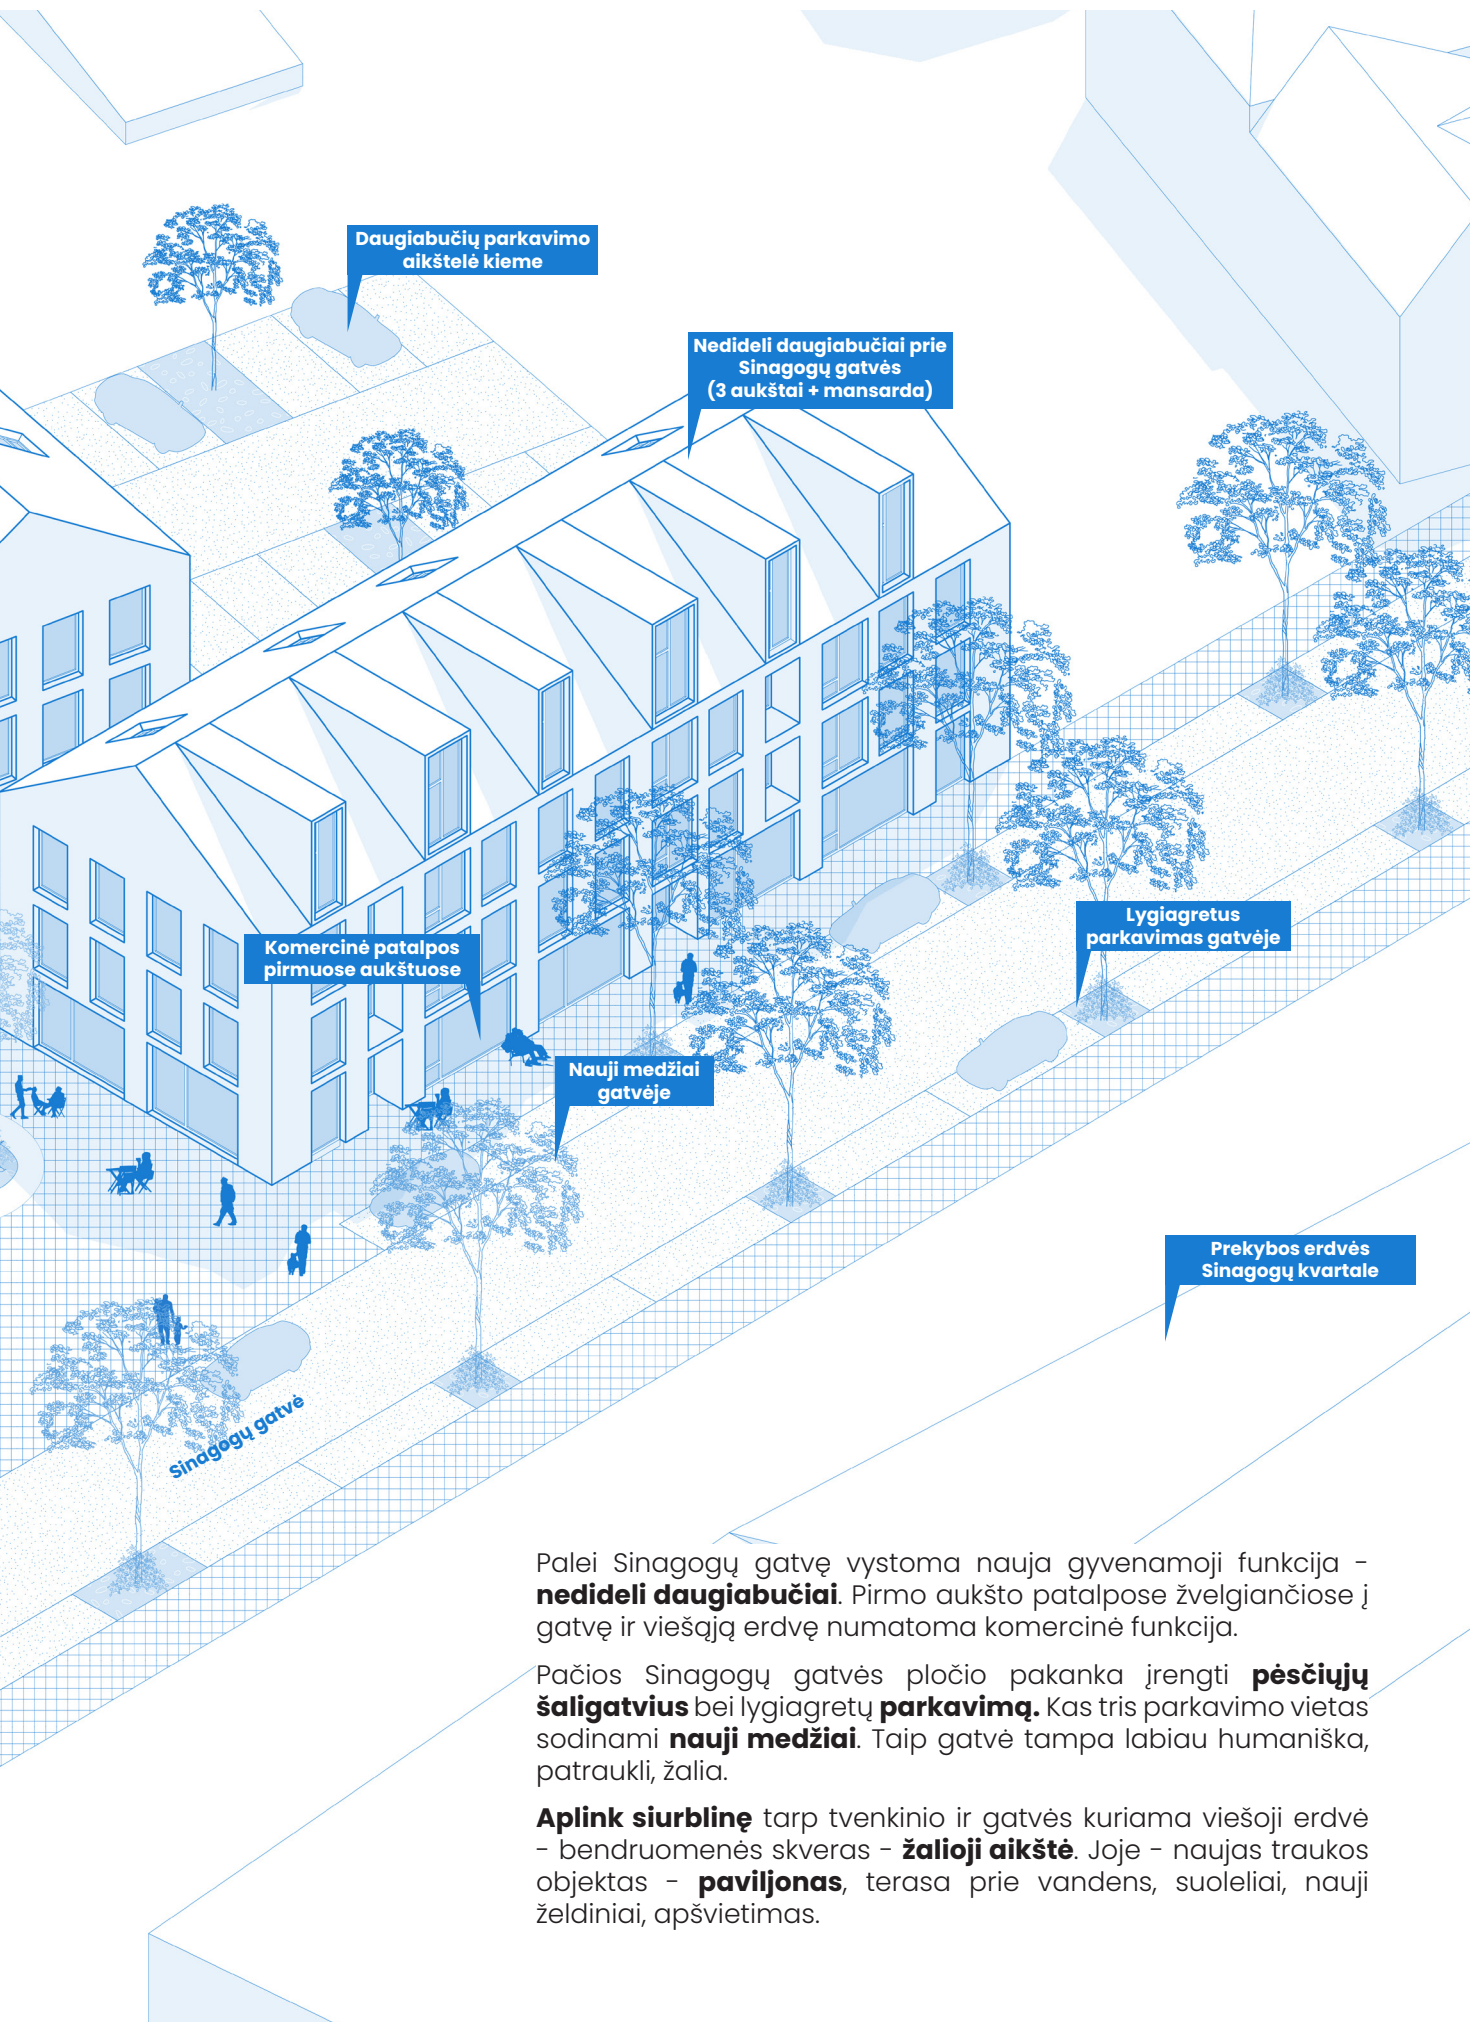 Daugiabučių parkavimo
aikštelė kieme
Nedideli daugiabučiai prie
Sinagogų gatvės
(3 aukštai + mansarda)
Lygiagretus
parkavimas gatvėje
Komercinė patalpos
pirmuose aukštuose
Nauji medžiai
gatvėje
Prekybos erdvės
Sinagogų kvartale
Sinagogų gatvė
Palei Sinagogų gatvę vystoma nauja gyvenamoji funkcija -
nedideli daugiabučiai. Pirmo aukšto patalpose žvelgiančiose į
gatvę ir viešąją erdvę numatoma komercinė funkcija.
Pačios Sinagogų gatvės pločio pakanka įrengti pėsčiųjų
šaligatvius bei lygiagretų parkavimą. Kas tris parkavimo vietas
sodinami nauji medžiai. Taip gatvė tampa labiau humaniška,
patraukli, žalia.
Aplink siurblinę tarp tvenkinio ir gatvės kuriama viešoji erdvė
- bendruomenės skveras - žalioji aikštė. Joje - naujas traukos
objektas - paviljonas, terasa prie vandens, suoleliai, nauji
želdiniai, apšvietimas.